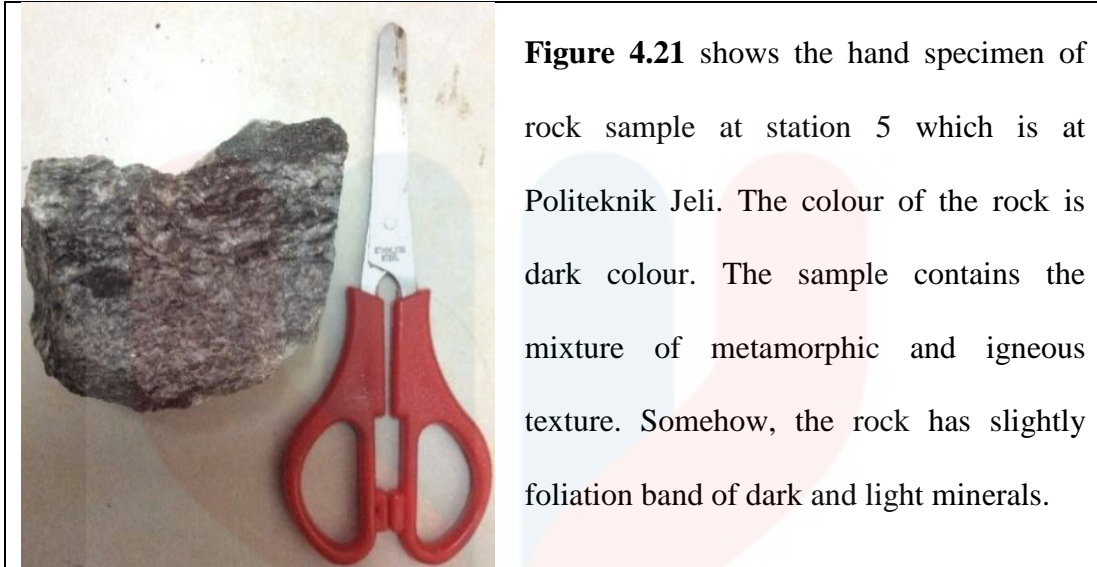 Figure 4.21 shows the hand specimen of
rock sample at station 5 which is at
Politeknik Jeli. The colour of the rock is
dark colour. The sample contains the
mixture of metamorphic and igneous
texture. Somehow, the rock has slightly
foliation band of dark and light minerals.
STAINLESS
STEEL